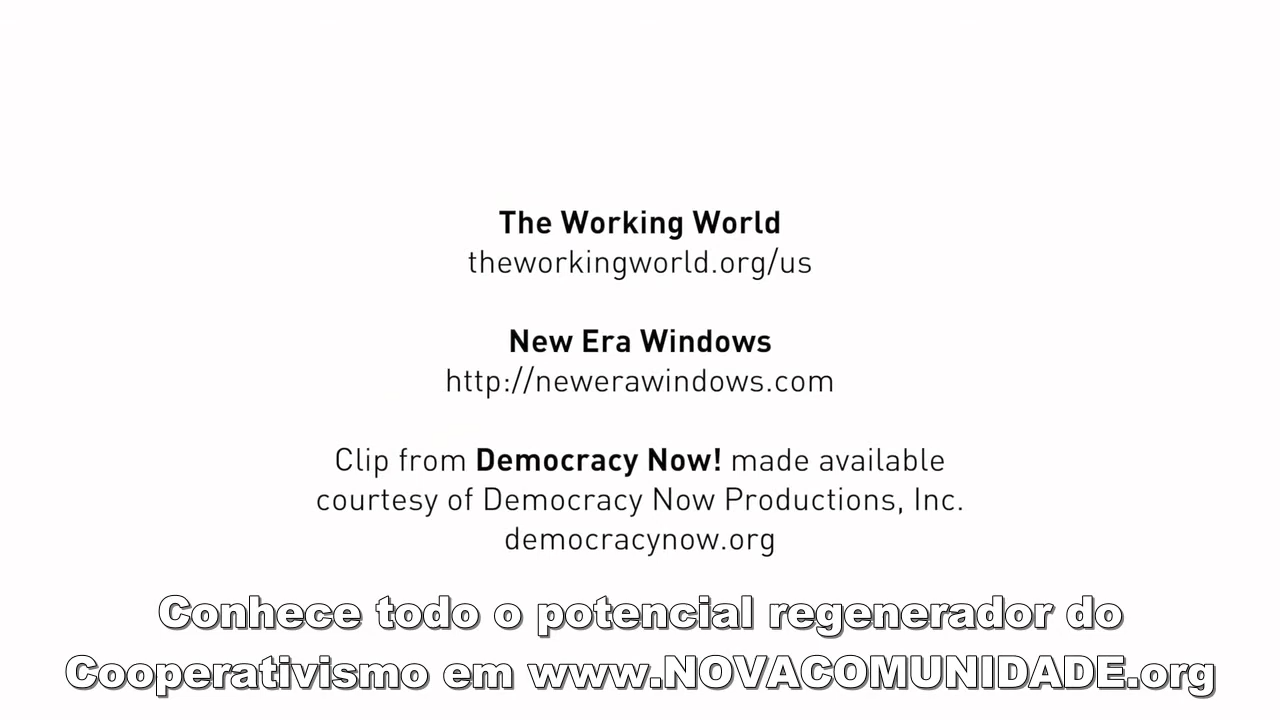 The Working World
theworkingworld.org/us
New Era Windows
http://newerawindows.com
Clip from Democracy Now! made available
courtesy of Democracy Now Productions, Inc.
democracynow.org
Conhece todo o potencial regenerador do
Cooperativismo em www.NOVACOMUNIDADE.org